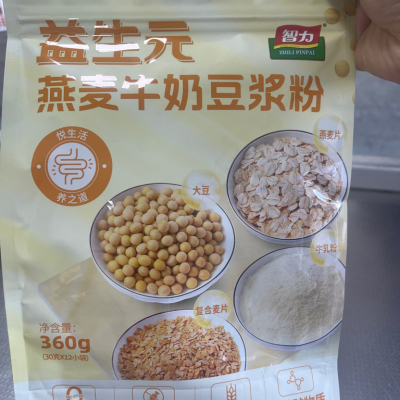 益生元
智力
ZHILI PINPAI
燕麦牛奶豆浆粉
悦生活
养之道
燕麦片
大豆
牛乳粉
复合麦片
净含量:
360g
(30克X12小袋)